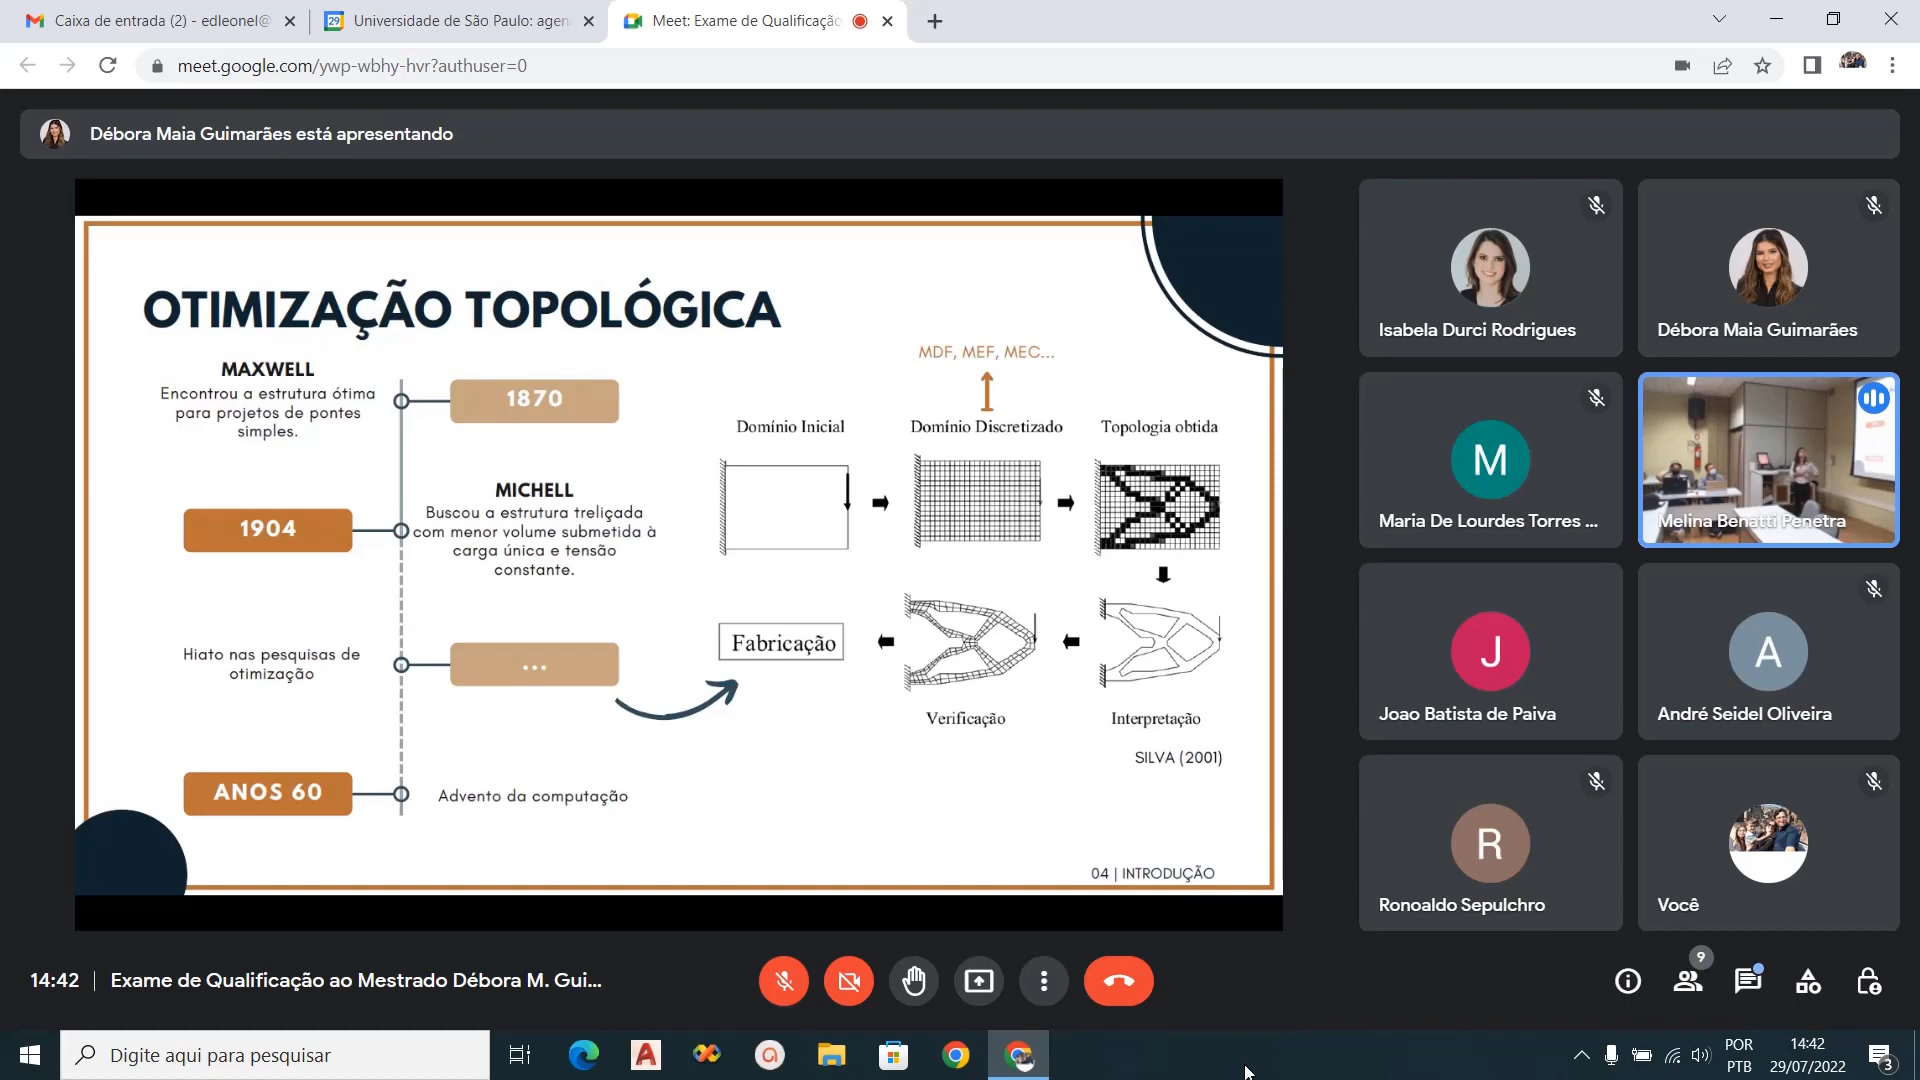 Caixa de entrada (2) - edleonel@
29
Universidade de São Paulo: agen
Meet: Exame de Qualificação
meet.google.com/ywp-wbhy-hvr?authuser=0
Débora Maia Guimarães está apresentando
OTIMIZAÇÃO TOPOLÓGICA
MAXWELL
Encontrou a estrutura ótima
para projetos de pontes
simples.
1870
1904
MICHELL
Buscou a estrutura treliçada
com menor volume submetida à
carga única e tensão
constante.
Hiato nas pesquisas de
otimização
...
ANOS 60
Advento da computação
MDF, MEF, MEC...
Domínio Inicial
Domínio Discretizado
Topologia obtida
Fabricação
Verificação
Interpretação
SILVA (2001)
04 | INTRODUÇÃO
Isabela Durci Rodrigues
Débora Maia Guimarães
M
Maria De Lourdes Torres ...
Melina Benatti Penetra
J
Joao Batista de Paiva
A
André Seidel Oliveira
R
Ronoaldo Sepulchro
Você
14:42
Exame de Qualificação ao Mestrado Débora M. Gui...
9
Digite aqui para pesquisar
POR
PTB
14:42
29/07/2022
3